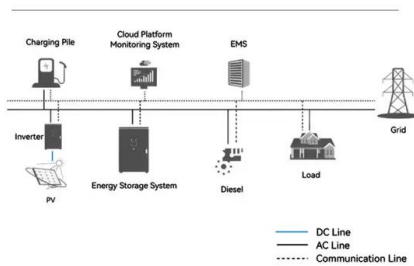 Charging Pile
Cloud Platform
Monitoring System
EMS
Grid
Inverter
PV
Energy Storage System
Diesel
Load
DC Line
AC Line
Communication Line